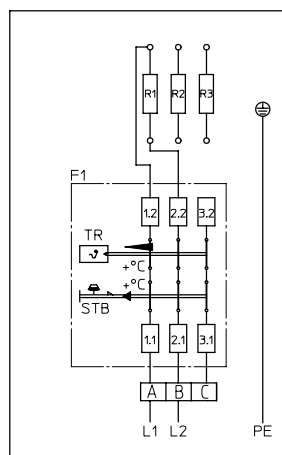 R1 R2 R3
F1
1.2 2.2 3.2
TR
ϑ
+°C
+°C
STB
1.1 2.1 3.1
A B C
L1 L2 PE